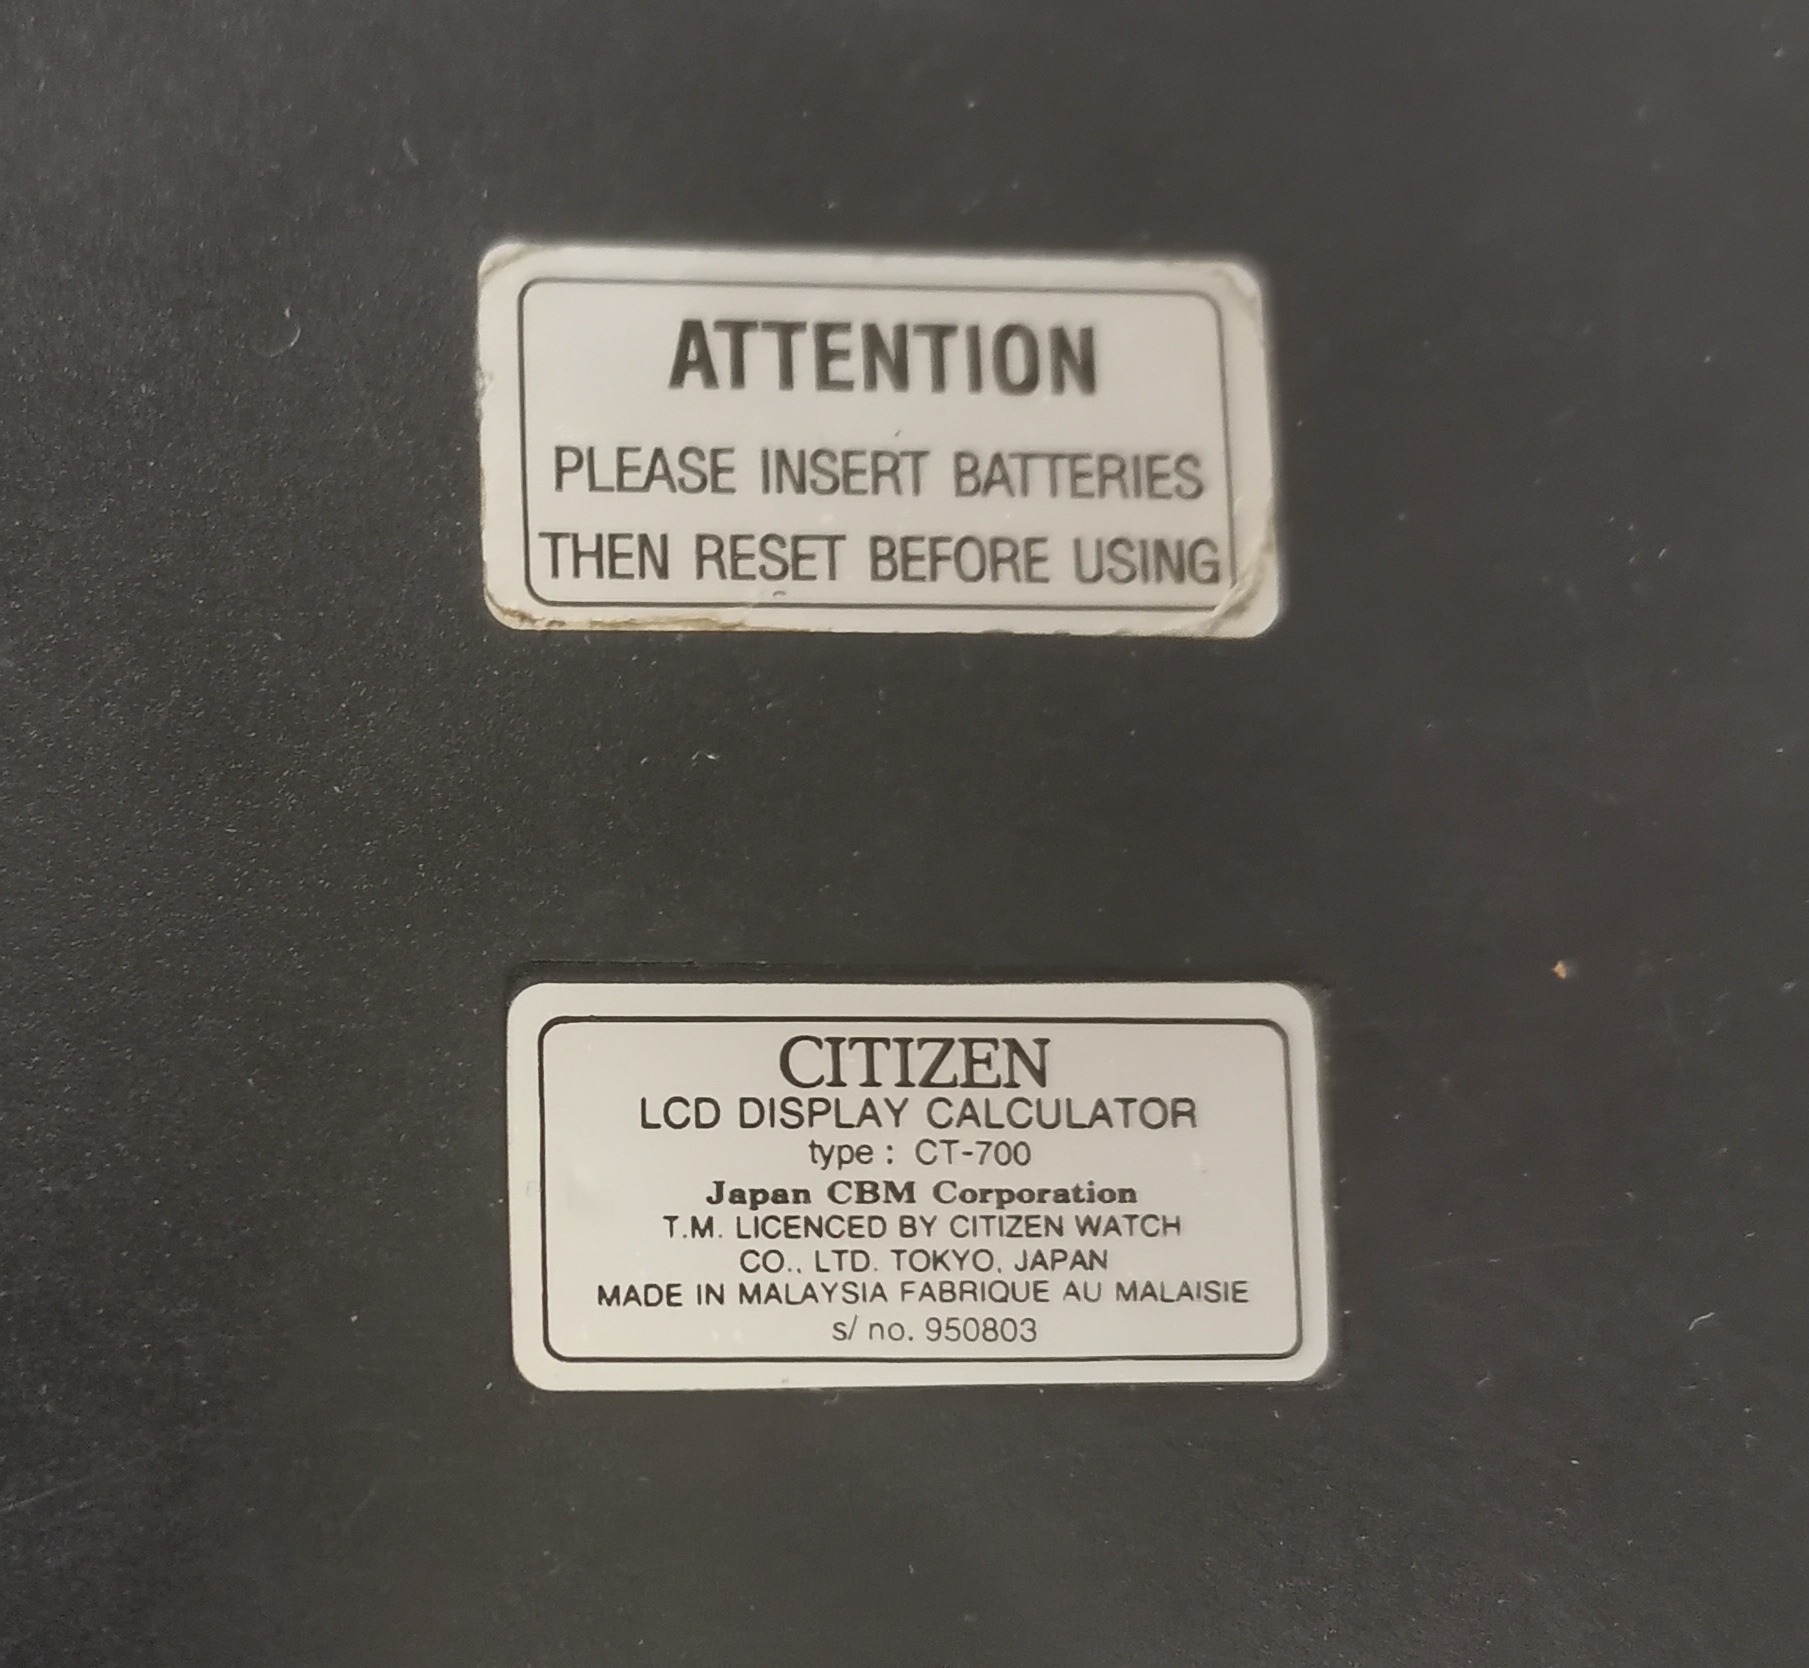 ATTENTION
PLEASE INSERT BATTERIES
THEN RESET BEFORE USING
CITIZEN
LCD DISPLAY CALCULATOR
type : CT-700
Japan CBM Corporation
T.M. LICENCED BY CITIZEN WATCH
CO., LTD. TOKYO, JAPAN
MADE IN MALAYSIA FABRIQUE AU MALAISIE
s/ no. 950803